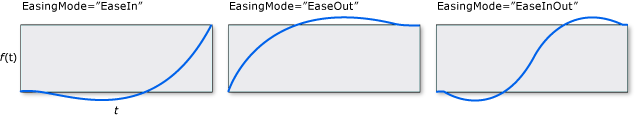 EasingMode="EaseIn"
EasingMode="EaseOut"
EasingMode="EaseInOut"
f(t)
t